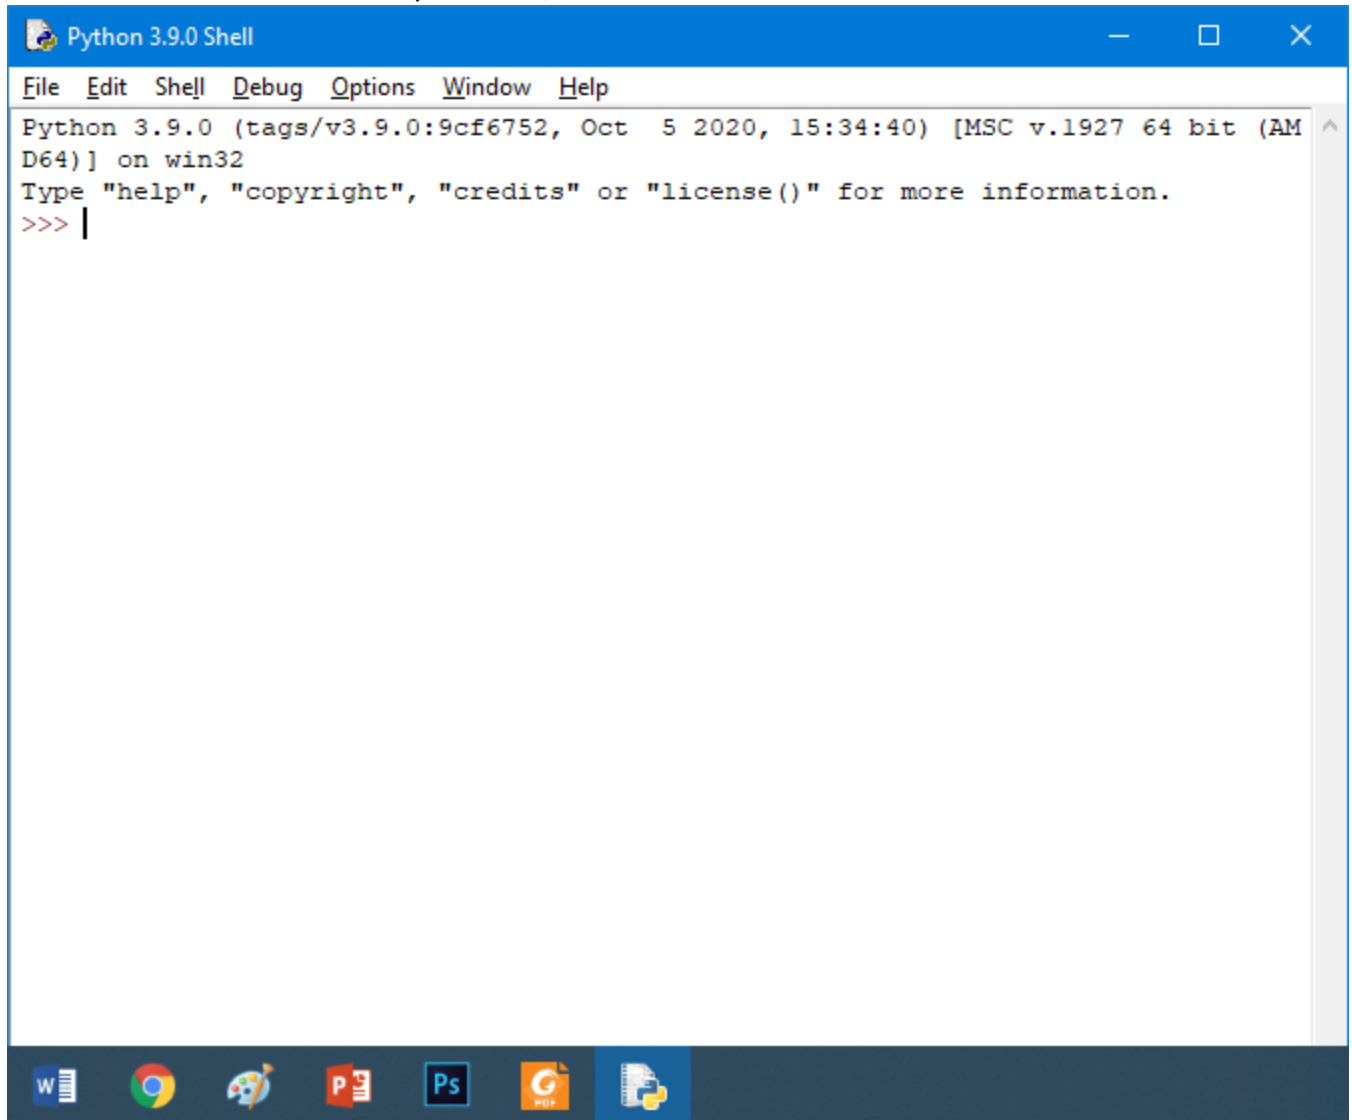 Python 3.9.0 Shell
File Edit Shell Debug Options Window Help
Python 3.9.0 (tags/v3.9.0:9cf6752, Oct  5 2020, 15:34:40) [MSC v.1927 64 bit (AM
D64)] on win32
Type "help", "copyright", "credits" or "license()" for more information.
>>>
W P Ps G PDF